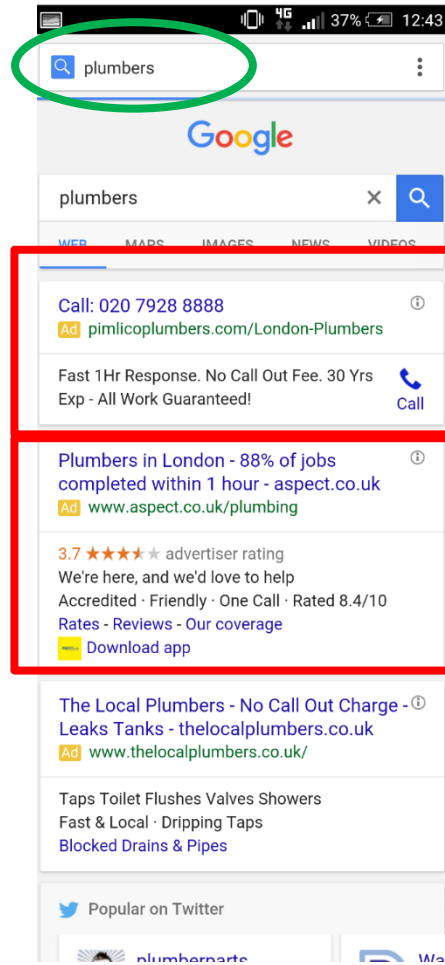 4G 37% 12:43
plumbers
Google
plumbers
WEB MAPS IMAGES NEWS VIDEOS
Call: 020 7928 8888
Ad pimlicoplumbers.com/London-Plumbers
Fast 1Hr Response. No Call Out Fee. 30 Yrs
Exp - All Work Guaranteed!
Call
Plumbers in London - 88% of jobs
completed within 1 hour - aspect.co.uk
Ad www.aspect.co.uk/plumbing
3.7 ★★★★★ advertiser rating
We're here, and we'd love to help
Accredited · Friendly · One Call · Rated 8.4/10
Rates - Reviews - Our coverage
Download app
The Local Plumbers - No Call Out Charge -
Leaks Tanks - thelocalplumbers.co.uk
Ad www.thelocalplumbers.co.uk/
Taps Toilet Flushes Valves Showers
Fast & Local · Dripping Taps
Blocked Drains & Pipes
Popular on Twitter
plumberparts
Wa